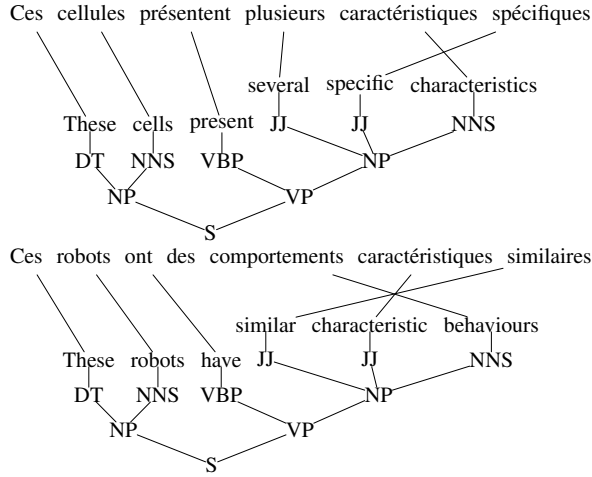 Ces cellules présentent plusieurs caractéristiques spécifiques
several specific characteristics
These cells present JJ JJ NNS
DT NNS VBP NP
NP VP
S
Ces robots ont des comportements caractéristiques similaires
similar characteristic behaviours
These robots have JJ JJ NNS
DT NNS VBP NP
NP VP
S